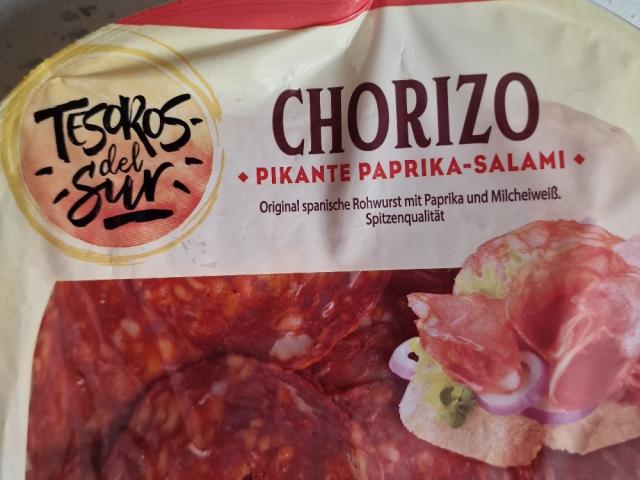 TESOROS
del
Sur
CHORIZO
PIKANTE PAPRIKA-SALAMI
Original spanische Rohwurst mit Paprika und Milcheiweiß.
Spitzenqualität